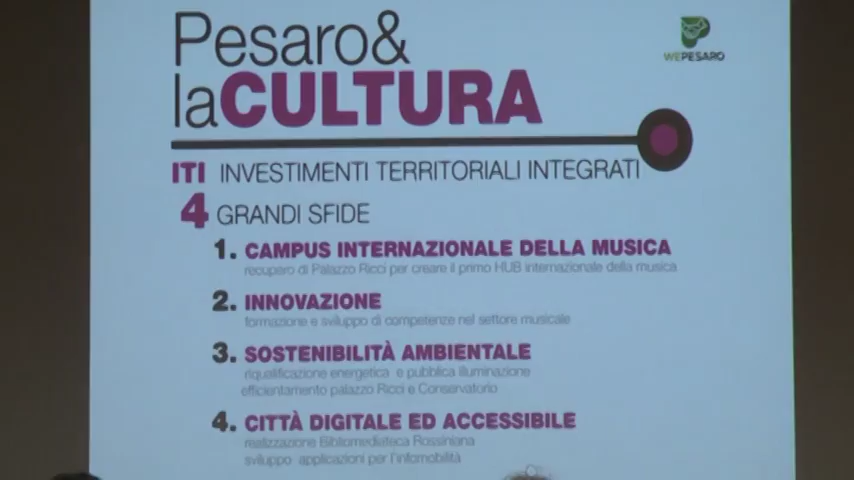 Pesaro&
laCULTURA
WEPESARO
ITI INVESTIMENTI TERRITORIALI INTEGRATI
4 GRANDI SFIDE
1. CAMPUS INTERNAZIONALE DELLA MUSICA
recupero di Palazzo Ricci per creare il primo HUB internazionale della musica
2. INNOVAZIONE
formazione e sviluppo di competenze nel settore musicale
3. SOSTENIBILITÀ AMBIENTALE
riqualificazione energetica e pubblica illuminazione
efficientamento palazzo Ricci e Conservatorio
4. CITTÀ DIGITALE ED ACCESSIBILE
realizzazione Bibliomediateca Rossiniana
sviluppo applicazioni per l'infomobilità